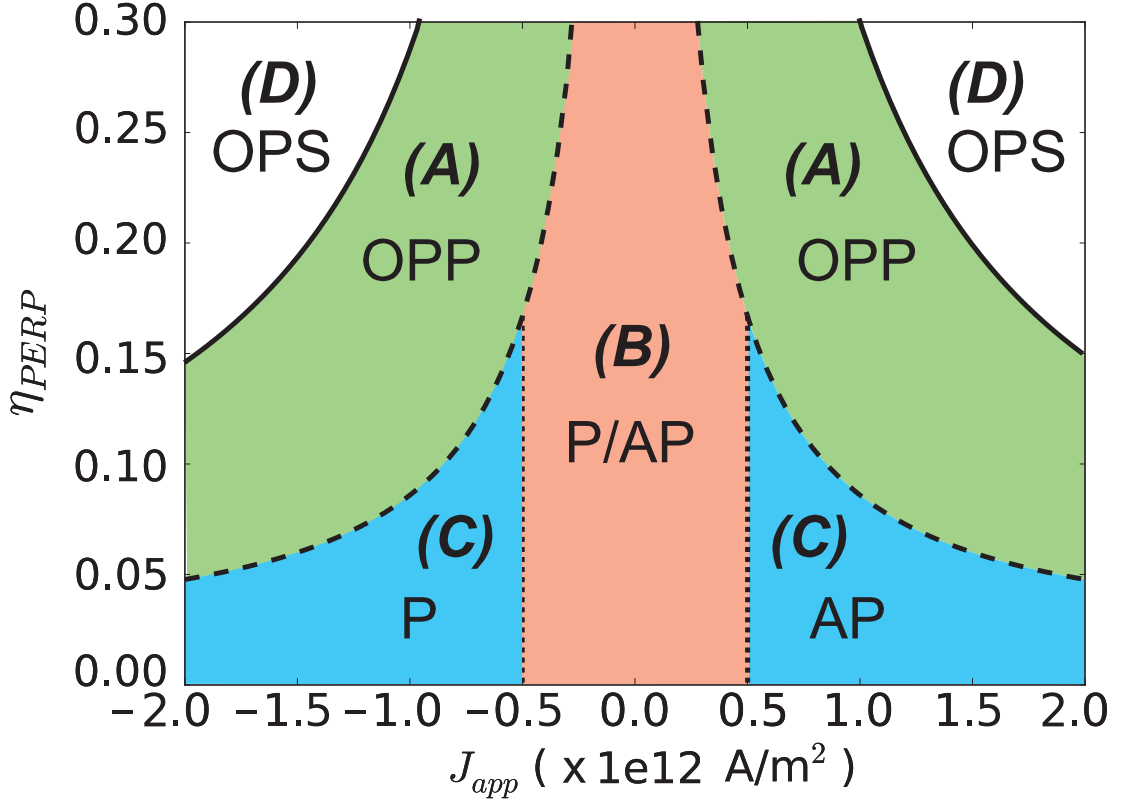 0.30
0.25
0.20
0.15
0.10
0.05
0.00
η_PERP
(D)
OPS
(A)
OPP
(B)
P/AP
(C)
P
(A)
OPP
(D)
OPS
(C)
AP
−2.0 −1.5 −1.0 −0.5 0.0 0.5 1.0 1.5 2.0
J_app ( x 1e12 A/m² )